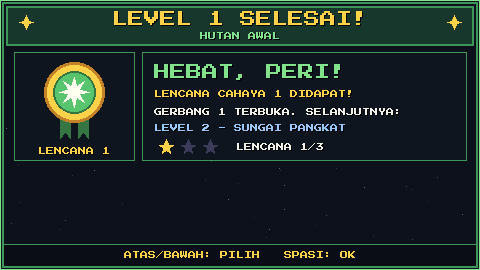 LEVEL 1 SELESAI!
HUTAN AWAL
LENCANA 1
HEBAT, PERI!
LENCANA CAHAYA 1 DIDAPAT!
GERBANG 1 TERBUKA. SELANJUTNYA:
LEVEL 2 - SUNGAI PANGKAT
LENCANA 1/3
ATAS/BAWAH: PILIH SPASI: OK